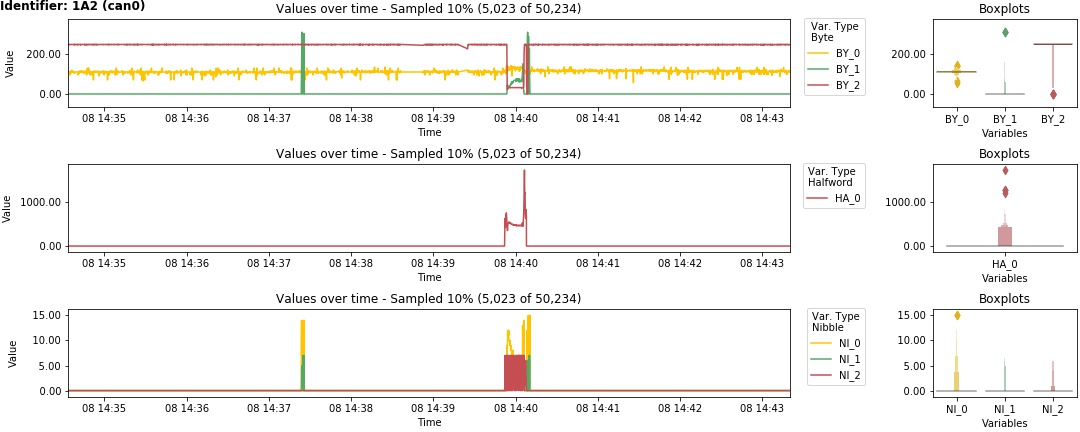 Identifier: 1A2 (can0)
Values over time - Sampled 10% (5,023 of 50,234)
Value
200.00
0.00
08 14:35 08 14:36 08 14:37 08 14:38 08 14:39 08 14:40 08 14:41 08 14:42 08 14:43
Time
Var. Type
Byte
BY_0
BY_1
BY_2
Boxplots
200.00
0.00
BY_0 BY_1 BY_2
Variables
Values over time - Sampled 10% (5,023 of 50,234)
Value
1000.00
0.00
08 14:35 08 14:36 08 14:37 08 14:38 08 14:39 08 14:40 08 14:41 08 14:42 08 14:43
Time
Var. Type
Halfword
HA_0
Boxplots
1000.00
0.00
HA_0
Variables
Values over time - Sampled 10% (5,023 of 50,234)
Value
15.00
10.00
5.00
0.00
08 14:35 08 14:36 08 14:37 08 14:38 08 14:39 08 14:40 08 14:41 08 14:42 08 14:43
Time
Var. Type
Nibble
NI_0
NI_1
NI_2
Boxplots
15.00
10.00
5.00
0.00
NI_0 NI_1 NI_2
Variables